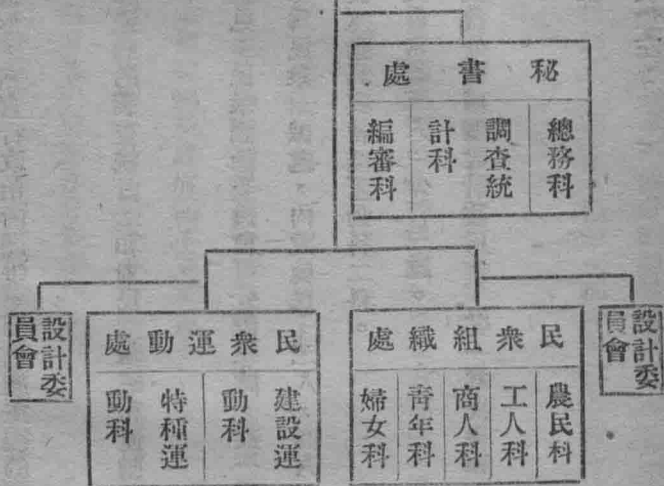 秘書處
總務科
調查統
計科
編審科
設計委
員會
民衆組織處
農民科
工人科
商人科
青年科
婦女科
民衆運動處
建設運
動科
特種運
動科
設計委
員會